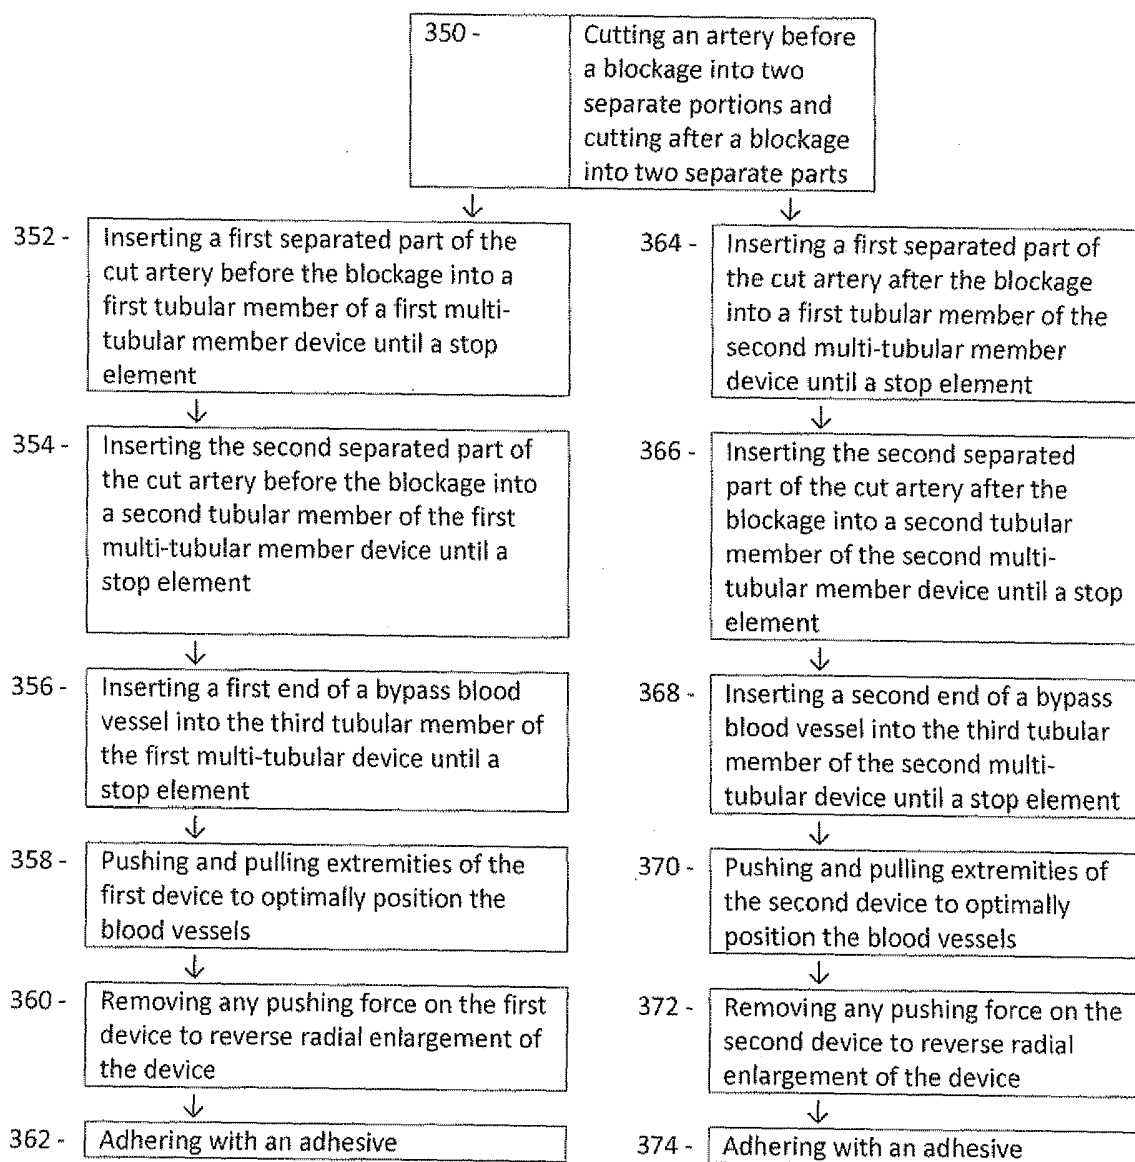 350 -
Cutting an artery before
a blockage into two
separate portions and
cutting after a blockage
into two separate parts
352 -
Inserting a first separated part of the
cut artery before the blockage into a
first tubular member of a first multi-
tubular member device until a stop
element
354 -
Inserting the second separated part of
the cut artery before the blockage into
a second tubular member of the first
multi-tubular member device until a
stop element
356 -
Inserting a first end of a bypass blood
vessel into the third tubular member of
the first multi-tubular device until a
stop element
358 -
Pushing and pulling extremities of the
first device to optimally position the
blood vessels
360 -
Removing any pushing force on the first
device to reverse radial enlargement of
the device
362 -
Adhering with an adhesive
364 -
Inserting a first separated part of
the cut artery after the blockage
into a first tubular member of the
second multi-tubular member
device until a stop element
366 -
Inserting the second separated
part of the cut artery after the
blockage into a second tubular
member of the second multi-
tubular member device until a stop
element
368 -
Inserting a second end of a bypass
blood vessel into the third tubular
member of the second multi-
tubular device until a stop element
370 -
Pushing and pulling extremities of
the second device to optimally
position the blood vessels
372 -
Removing any pushing force on the
second device to reverse radial
enlargement of the device
374 -
Adhering with an adhesive